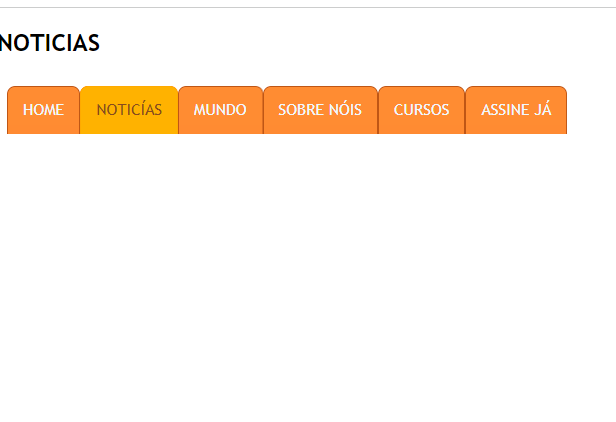 NOTICIAS
HOME NOTICÍAS MUNDO SOBRE NÓIS CURSOS ASSINE JÁ